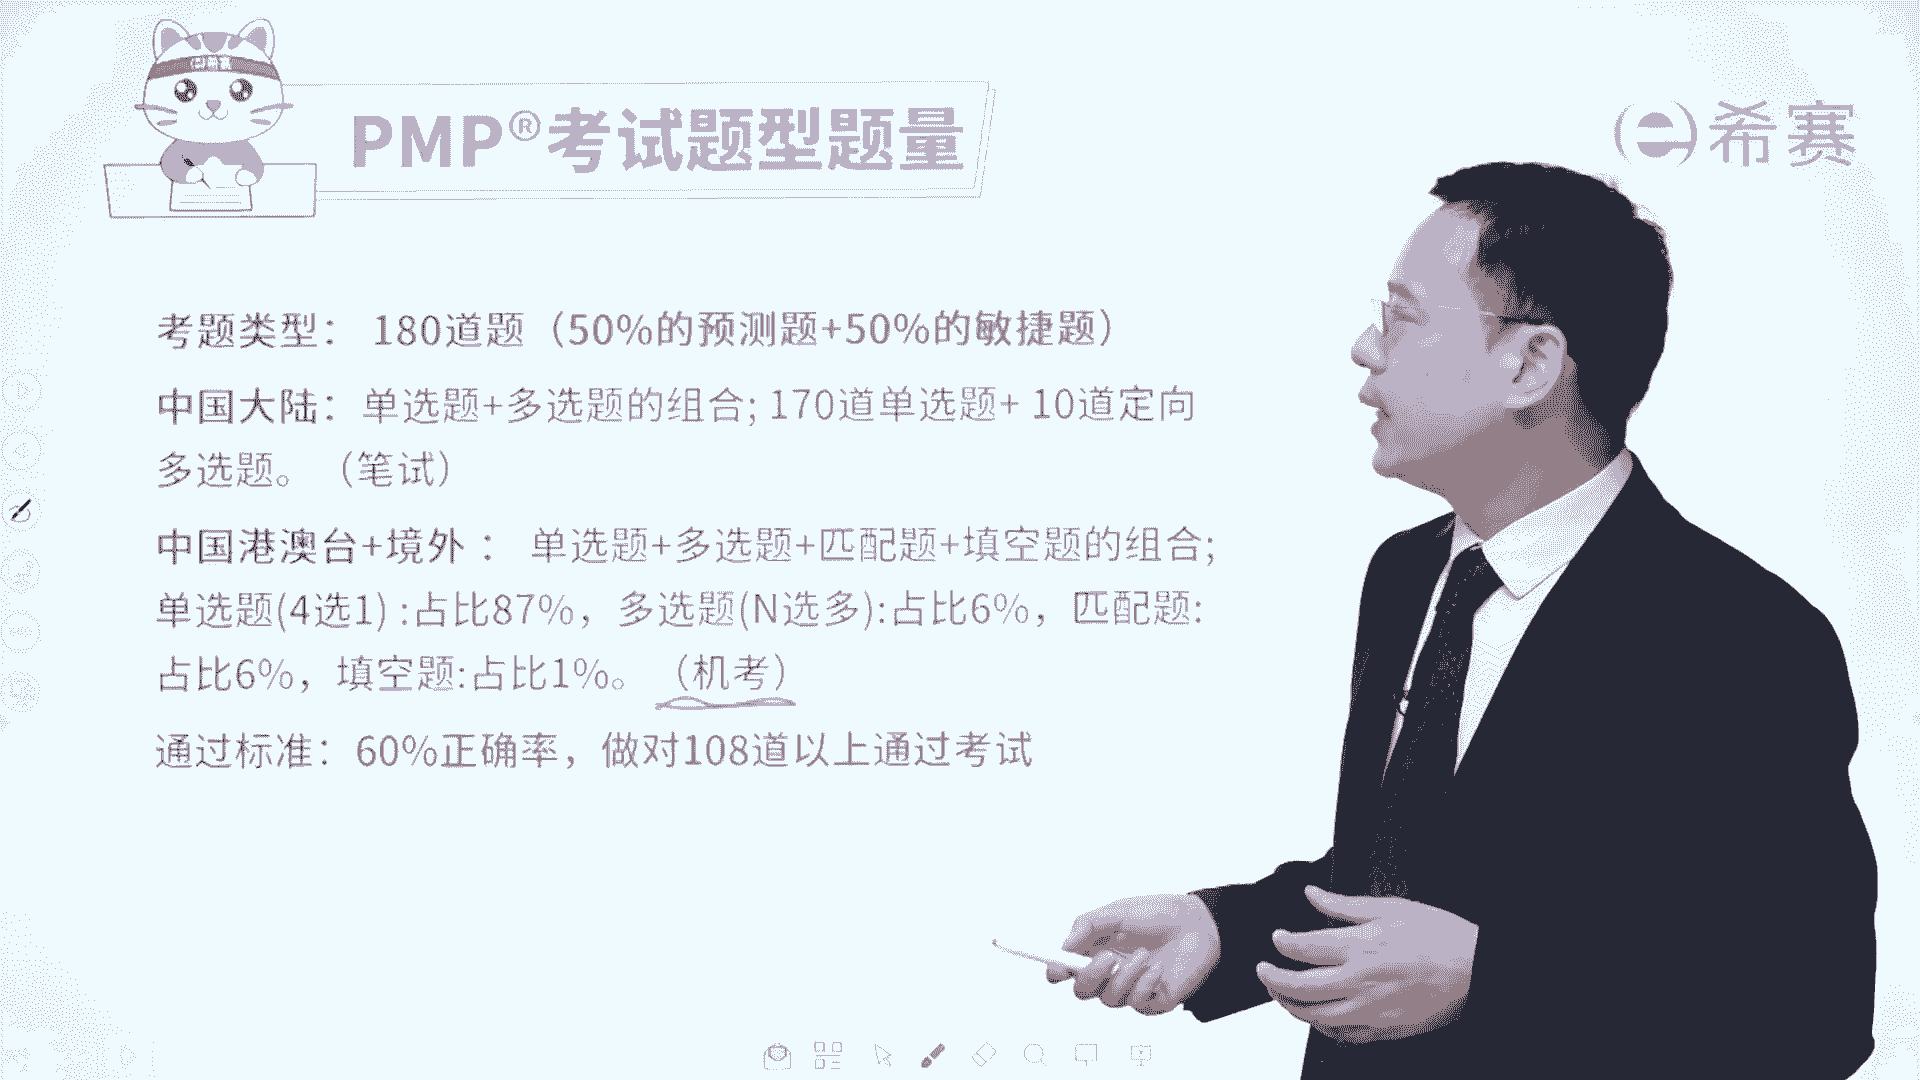 希赛
PMP®考试题型题量
希赛
考题类型： 180道题（50%的预测题+50%的敏捷题）
中国大陆：单选题+多选题的组合; 170道单选题+ 10道定向
多选题。（笔试）
中国港澳台+境外 ： 单选题+多选题+匹配题+填空题的组合;
单选题(4选1) :占比87%，多选题(N选多):占比6%，匹配题:
占比6%，填空题:占比1%。（机考）
通过标准：60%正确率，做对108道以上通过考试